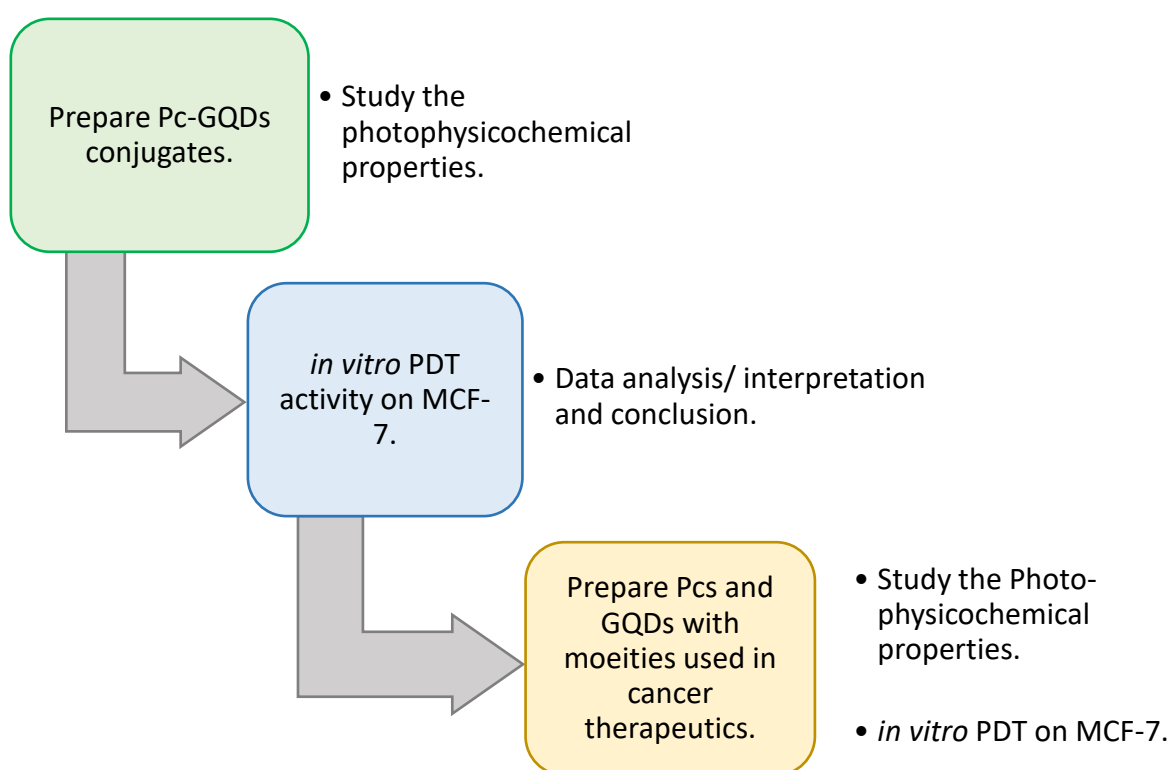 Prepare Pc-GQDs
conjugates.
• Study the
photophysicochemical
properties.
in vitro PDT
activity on MCF-
7.
• Data analysis/ interpretation
and conclusion.
Prepare Pcs and
GQDs with
moeities used in
cancer
therapeutics.
• Study the Photo-
physicochemical
properties.
• in vitro PDT on MCF-7.